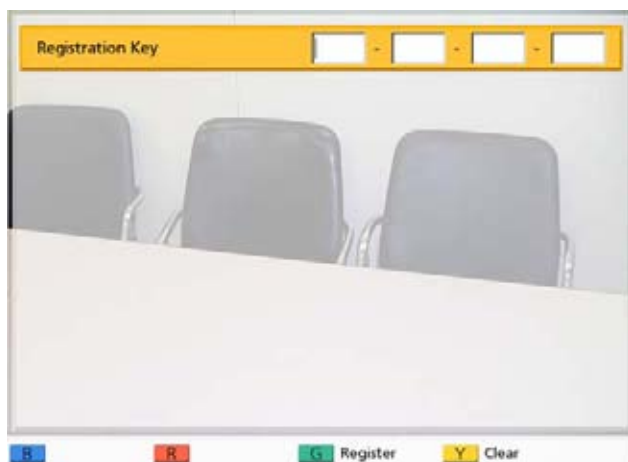 Registration Key - - -
B R G Register Y Clear